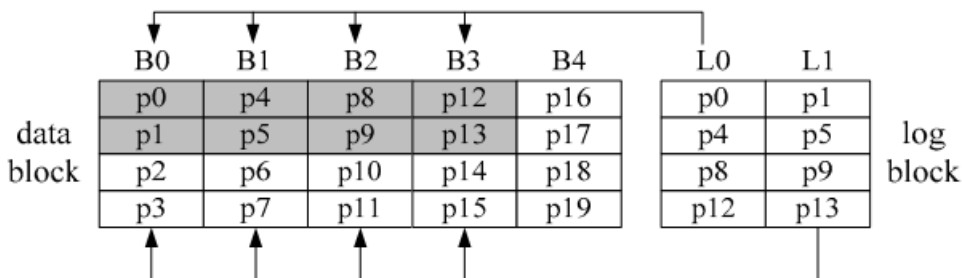 B0 B1 B2 B3 B4 L0 L1
p0 p4 p8 p12 p16 p0 p1
data block
p1 p5 p9 p13 p17 p4 p5
log block
p2 p6 p10 p14 p18 p8 p9
p3 p7 p11 p15 p19 p12 p13